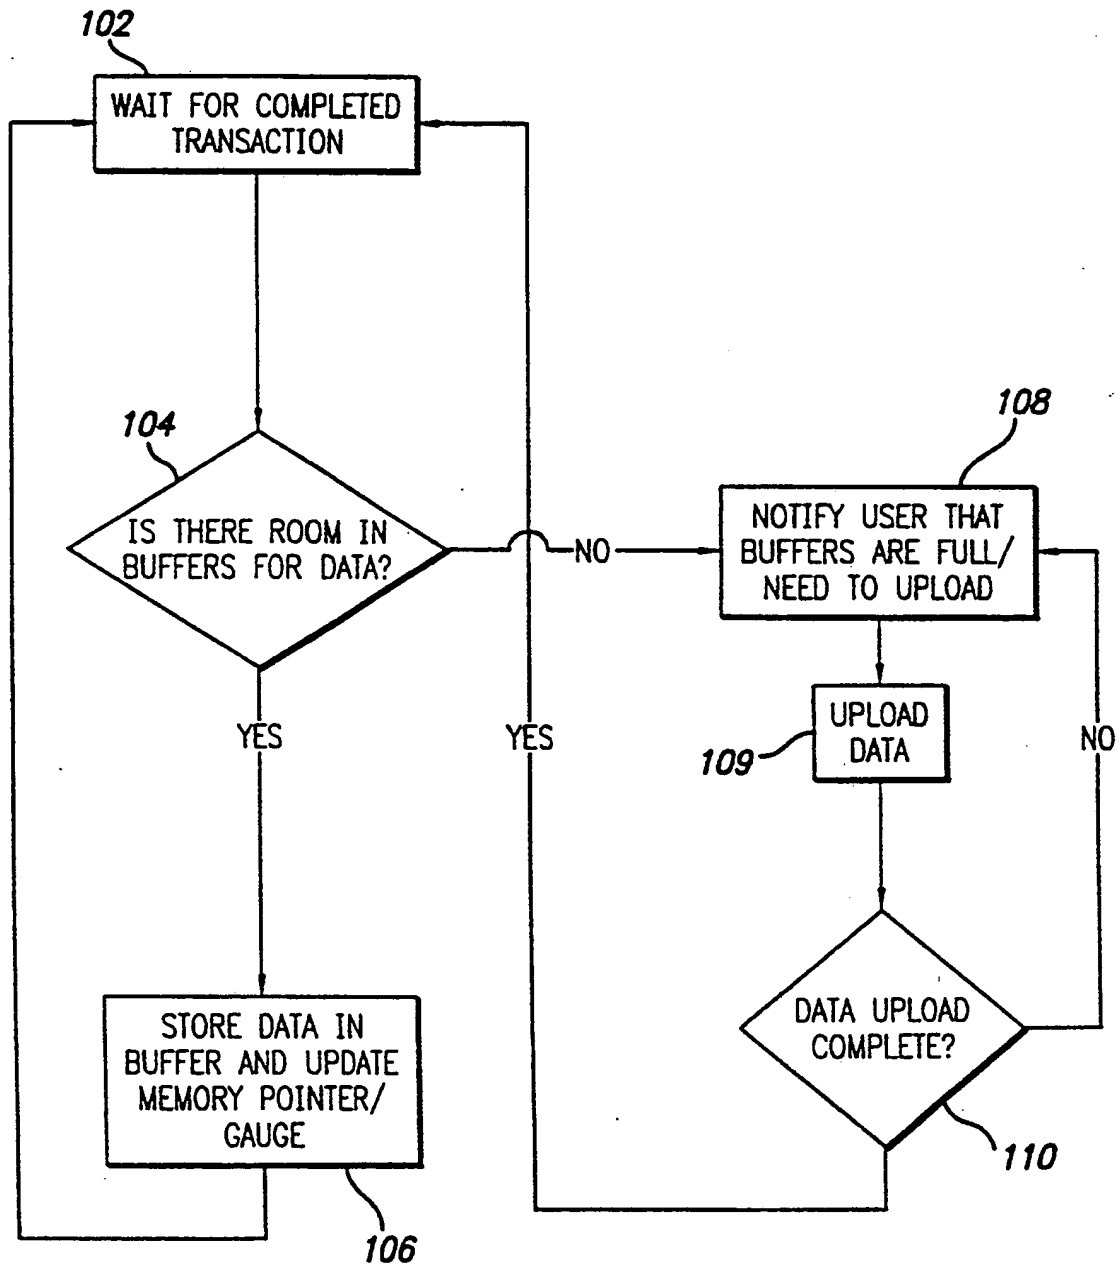 102
WAIT FOR COMPLETED
TRANSACTION
104
IS THERE ROOM IN
BUFFERS FOR DATA?
NO
108
NOTIFY USER THAT
BUFFERS ARE FULL/
NEED TO UPLOAD
YES
YES
109
UPLOAD
DATA
NO
STORE DATA IN
BUFFER AND UPDATE
MEMORY POINTER/
GAUGE
106
DATA UPLOAD
COMPLETE?
110